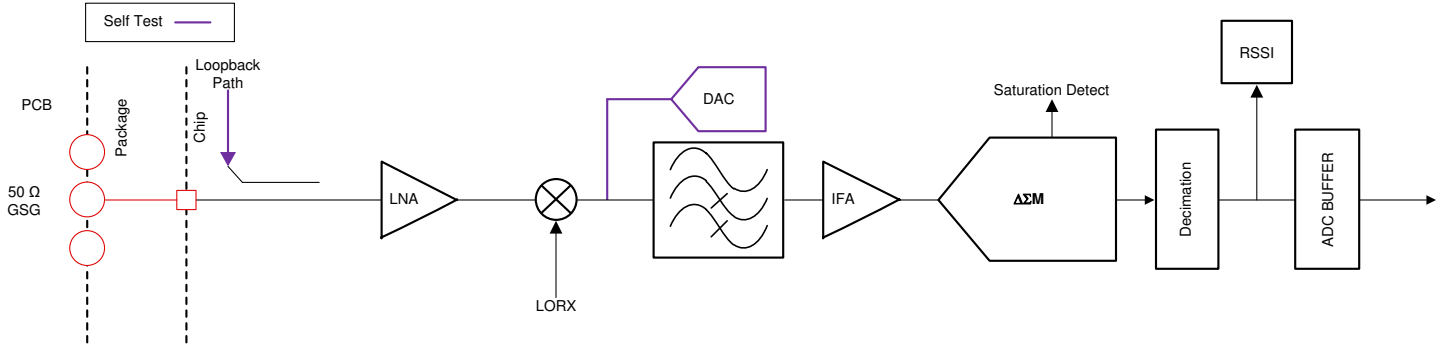 Self Test
Loopback
Path
PCB
Package
Chip
50 Ω
GSG
LNA
LORX
DAC
IFA
Saturation Detect
ΔΣM
Decimation
RSSI
ADC BUFFER